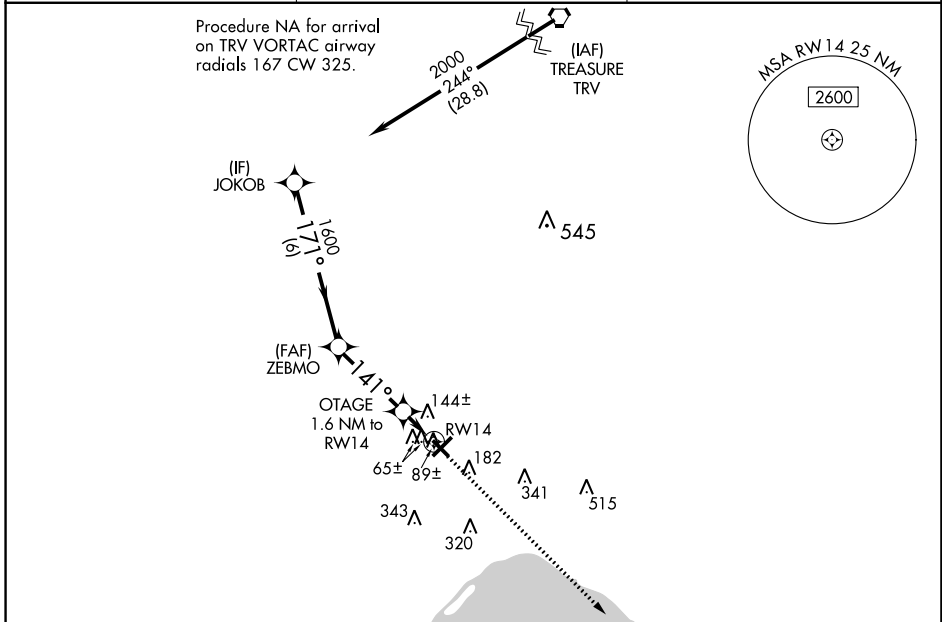 Procedure NA for arrival
on TRV VORTAC airway
radials 167 CW 325.
(IAF)
TREASURE
TRV
2000
244°
(28.8)
MSA RW14 25 NM
2600
(IF)
JOKOB
1600
171°
(6)
545
(FAF)
ZEBMO
141°
OTAGE
1.6 NM to
RW14
144±
RW14
65±
89±
182
341
515
343
320